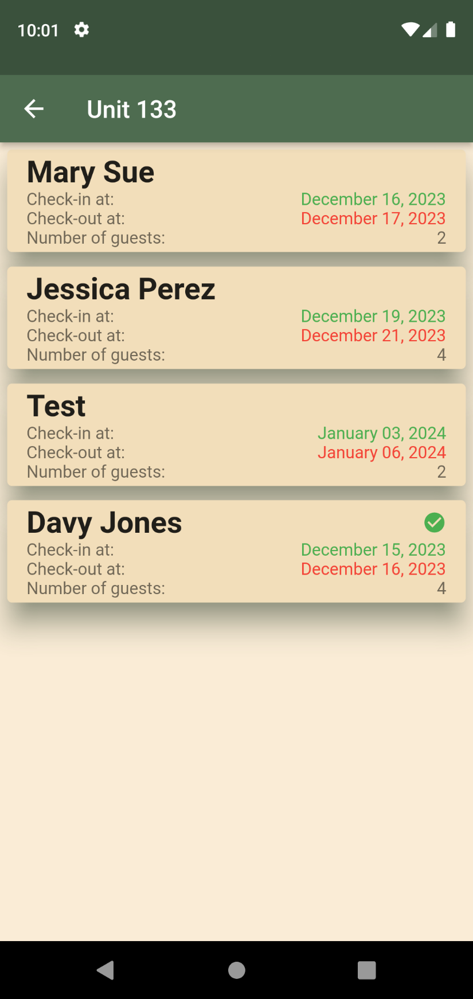 10:01
Unit 133
Mary Sue
Check-in at: December 16, 2023
Check-out at: December 17, 2023
Number of guests: 2
Jessica Perez
Check-in at: December 19, 2023
Check-out at: December 21, 2023
Number of guests: 4
Test
Check-in at: January 03, 2024
Check-out at: January 06, 2024
Number of guests: 2
Davy Jones
Check-in at: December 15, 2023
Check-out at: December 16, 2023
Number of guests: 4